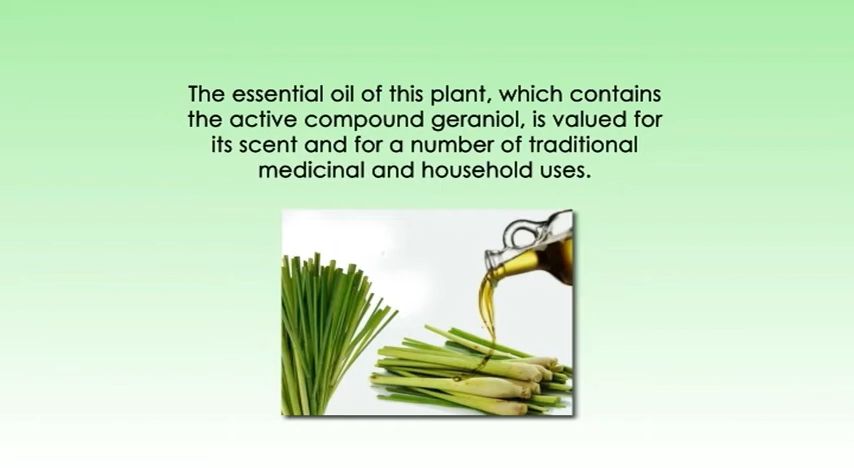 The essential oil of this plant, which contains
the active compound geraniol, is valued for
its scent and for a number of traditional
medicinal and household uses.